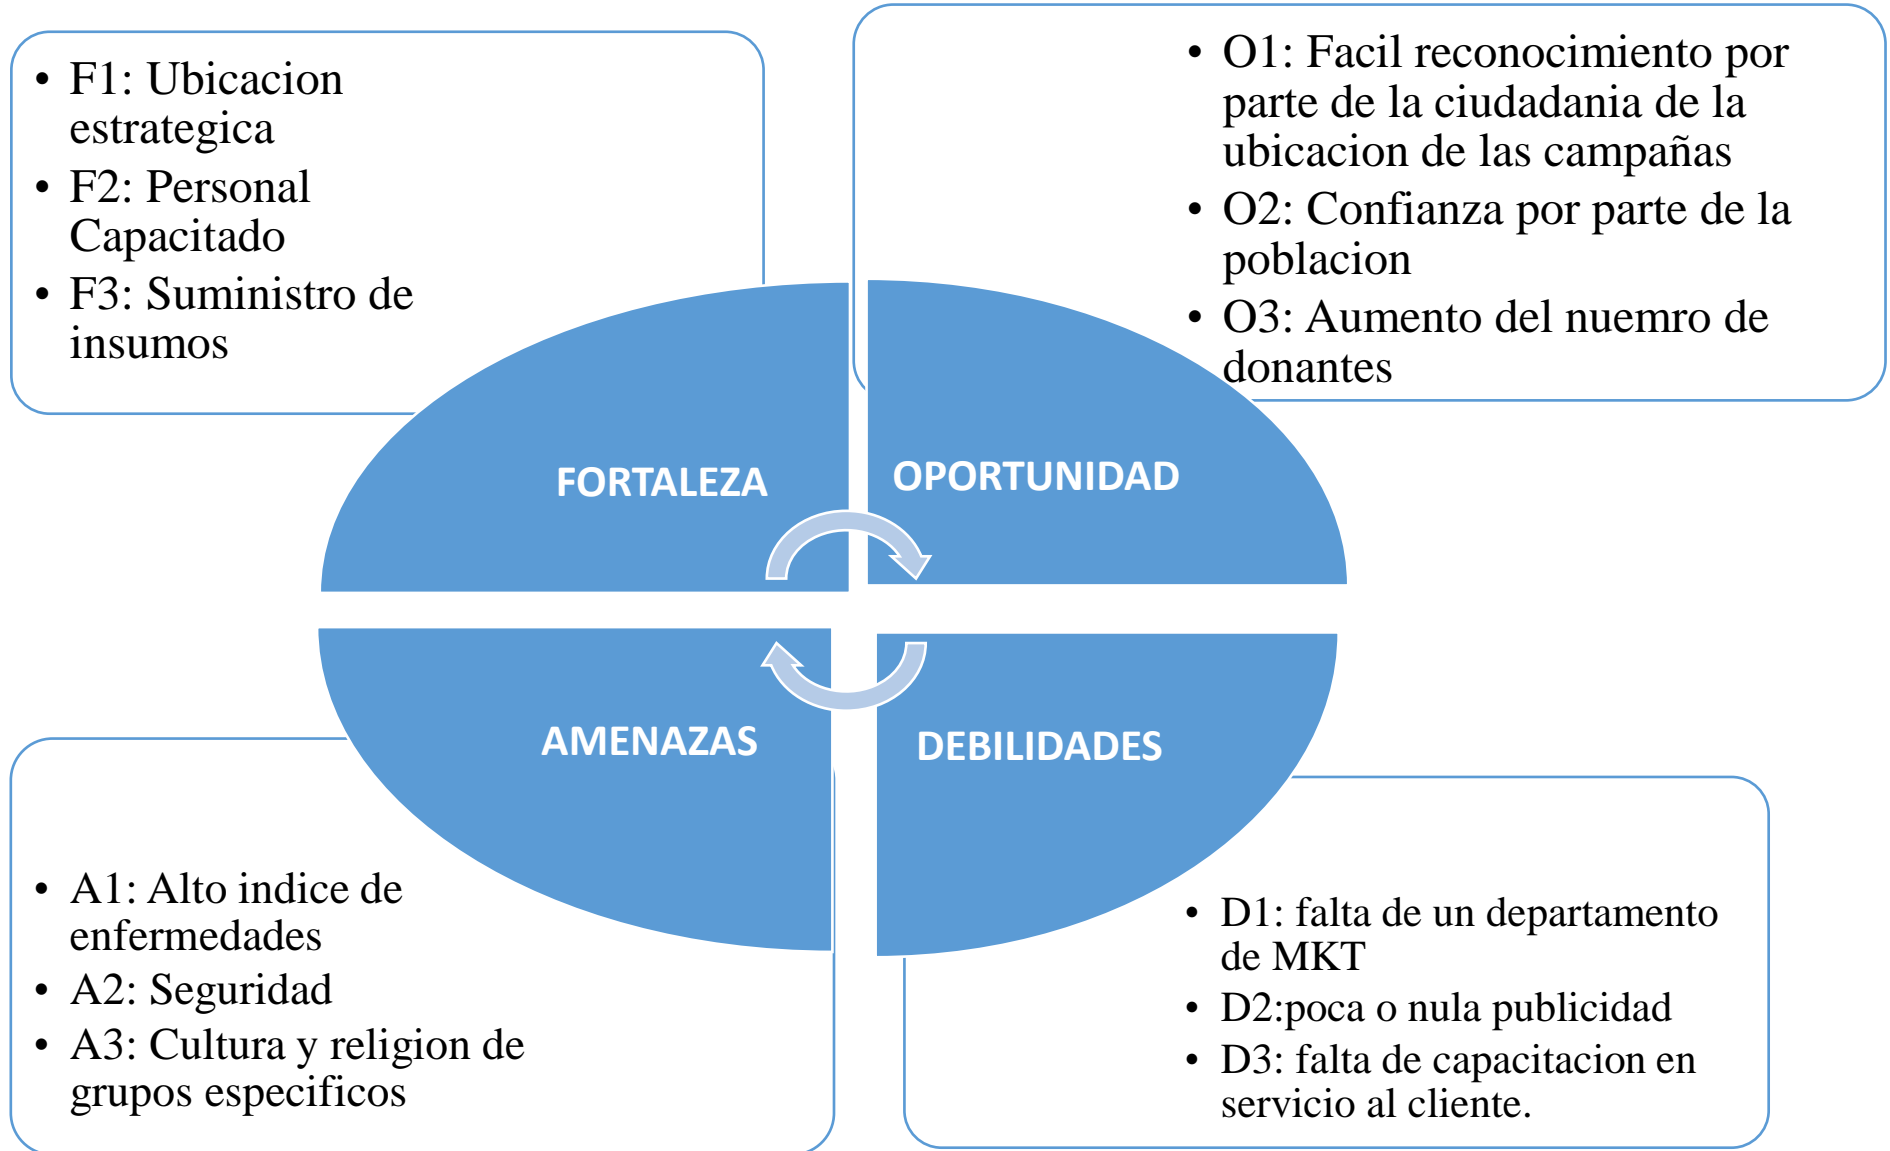 • F1: Ubicacion
estrategica
• F2: Personal
Capacitado
• F3: Suministro de
insumos
• O1: Facil reconocimiento por
parte de la ciudadania de la
ubicacion de las campañas
• O2: Confianza por parte de la
poblacion
• O3: Aumento del nuemro de
donantes
FORTALEZA
OPORTUNIDAD
AMENAZAS
DEBILIDADES
• A1: Alto indice de
enfermedades
• A2: Seguridad
• A3: Cultura y religion de
grupos especificos
• D1: falta de un departamento
de MKT
• D2:poca o nula publicidad
• D3: falta de capacitacion en
servicio al cliente.